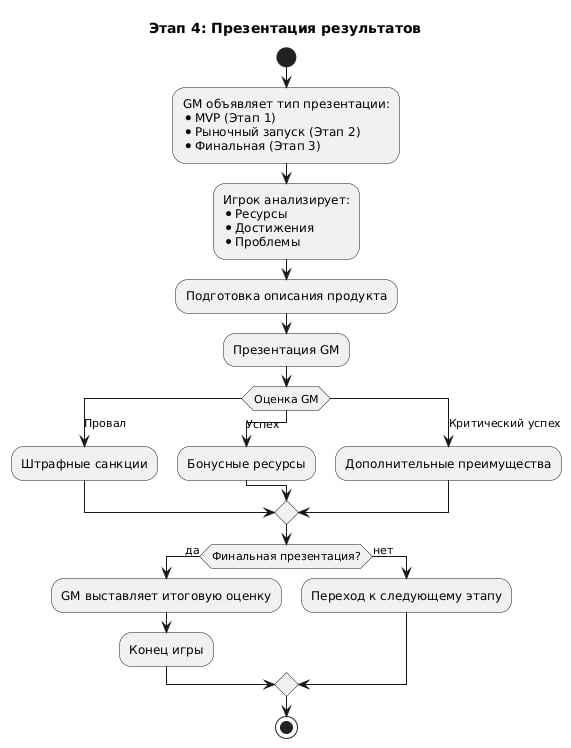 Этап 4: Презентация результатов
GM объявляет тип презентации:
• MVP (Этап 1)
• Рыночный запуск (Этап 2)
• Финальная (Этап 3)
Игрок анализирует:
• Ресурсы
• Достижения
• Проблемы
Подготовка описания продукта
Презентация GM
Оценка GM
Провал
Успех
Критический успех
Штрафные санкции
Бонусные ресурсы
Дополнительные преимущества
да
Финальная презентация?
нет
GM выставляет итоговую оценку
Переход к следующему этапу
Конец игры